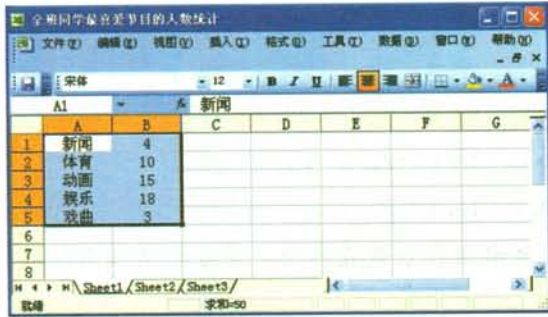 全班同学最喜爱节目的人数统计
文件(F) 编辑(E) 视图(V) 插入(I) 格式(O) 工具(T) 数据(D) 窗口(W) 帮助(H)
宋体 12 B I U A
A1 fx 新闻
A B C D E F G
1 新闻 4
2 体育 10
3 动画 15
4 娱乐 18
5 戏曲 3
6
7
8
Sheet1 Sheet2 Sheet3
就绪 求和=50